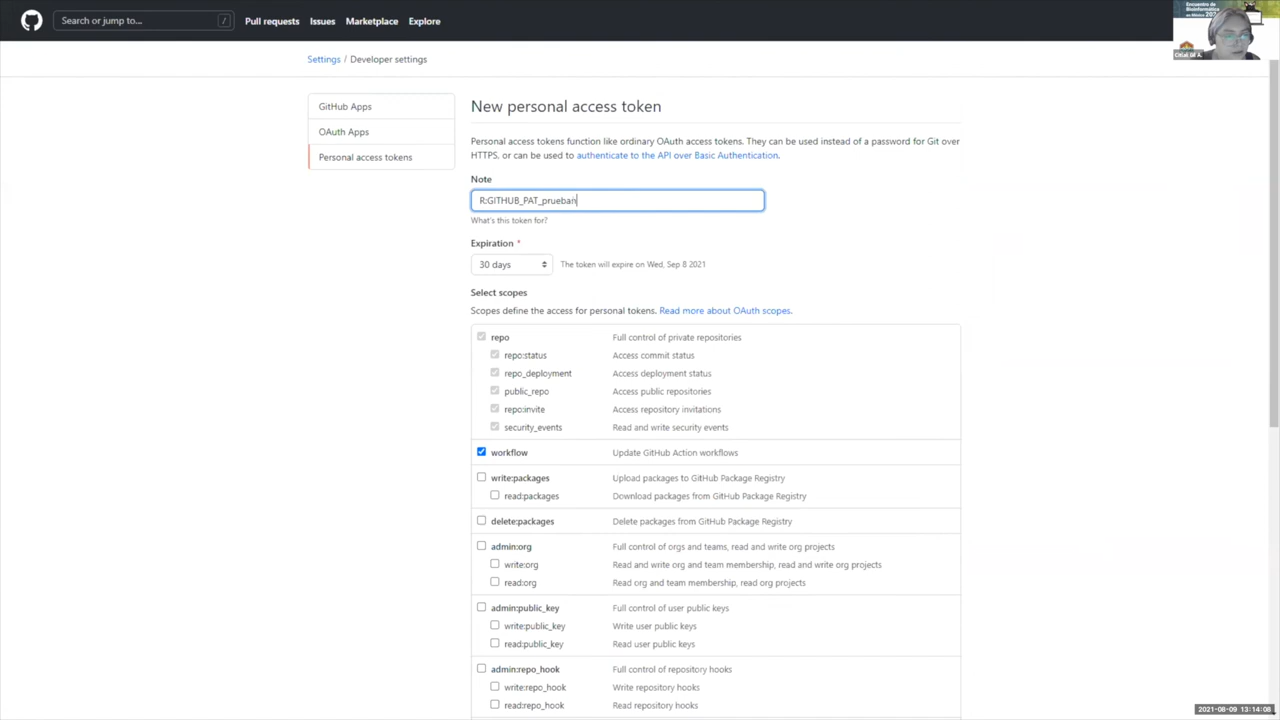 Search or jump to...
/
Pull requests
Issues
Marketplace
Explore
Encuentro de
Bioinformática
en México 202
Settings / Developer settings
GitHub Apps
OAuth Apps
Personal access tokens
New personal access token
Personal access tokens function like ordinary OAuth access tokens. They can be used instead of a password for Git over
HTTPS, or can be used to authenticate to the API over Basic Authentication.
Note
R:GITHUB_PAT_drueban
What's this token for?
Expiration *
30 days
The token will expire on Wed, Sep 8 2021
Select scopes
Scopes define the access for personal tokens. Read more about OAuth scopes.
repo Full control of private repositories
repo:status Access commit status
repo_deployment Access deployment status
public_repo Access public repositories
repo:invite Access repository invitations
security_events Read and write security events
workflow Update GitHub Action workflows
write:packages Upload packages to GitHub Package Registry
read:packages Download packages from GitHub Package Registry
delete:packages Delete packages from GitHub Package Registry
admin:org Full control of orgs and teams, read and write org projects
write:org Read and write org and team membership, read and write org projects
read:org Read org and team membership, read org projects
admin:public_key Full control of user public keys
write:public_key Write user public keys
read:public_key Read user public keys
admin:repo_hook Full control of repository hooks
write:repo_hook Write repository hooks
read:repo_hook Read repository hooks
2021-08-09 13:14:08